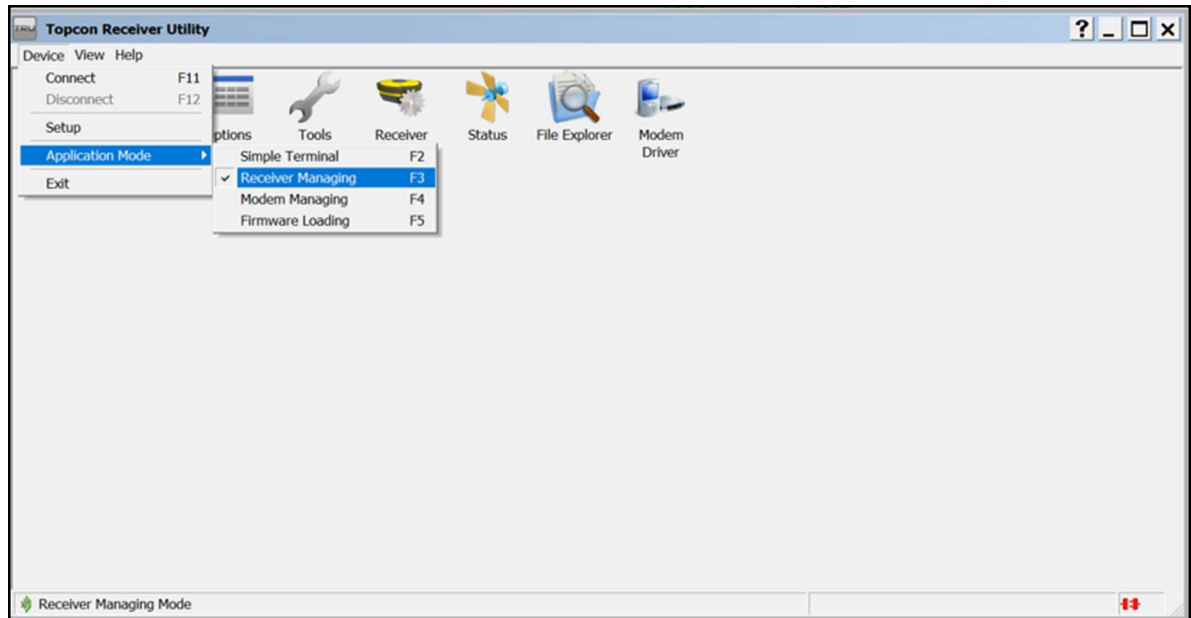 TRU Topcon Receiver Utility
Device View Help
Connect F11
Disconnect F12
Setup
Application Mode
Exit
Simple Terminal F2
Receiver Managing F3
Modem Managing F4
Firmware Loading F5
ptions
Tools
Receiver
Status
File Explorer
Modem
Driver
Receiver Managing Mode